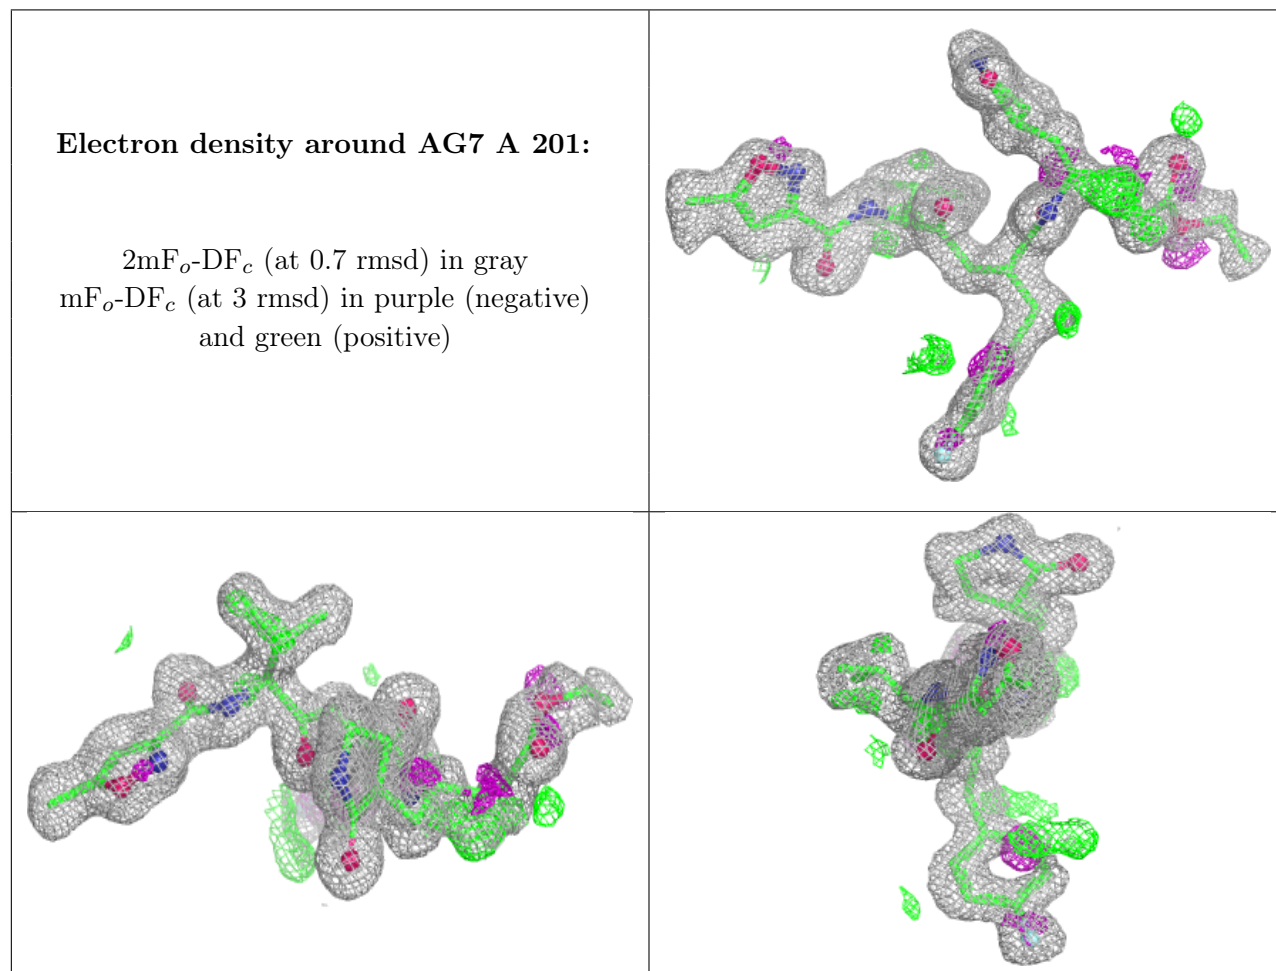 Electron density around AG7 A 201:
2mFₒ-DF𝒸 (at 0.7 rmsd) in gray
mFₒ-DF𝒸 (at 3 rmsd) in purple (negative)
and green (positive)